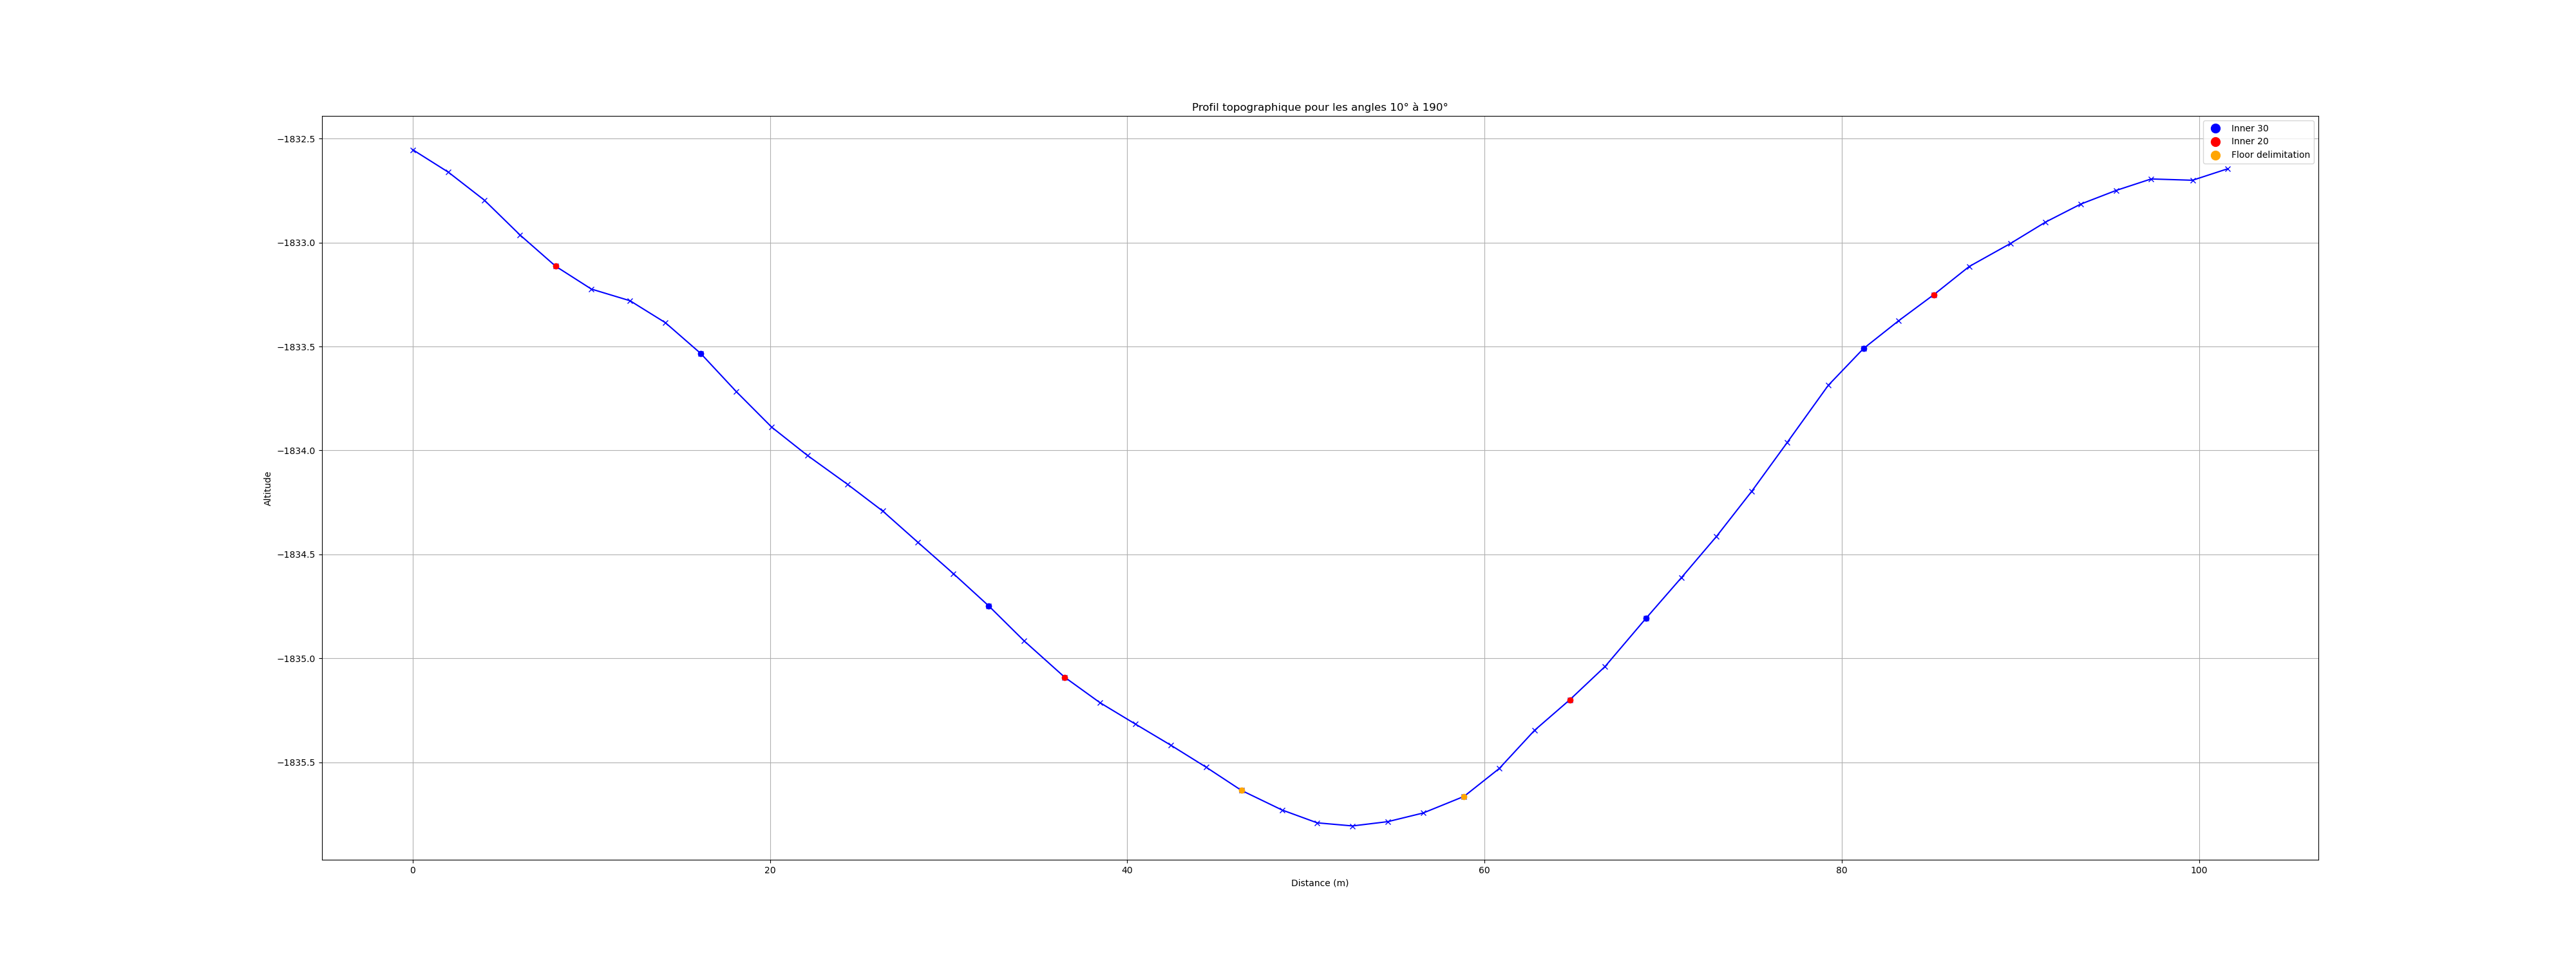 Profil topographique pour les angles 10° à 190°
Inner 30
Inner 20
Floor delimitation
−1832.5
−1833.0
−1833.5
−1834.0
−1834.5
−1835.0
−1835.5
Altitude
0 20 40 60 80 100
Distance (m)